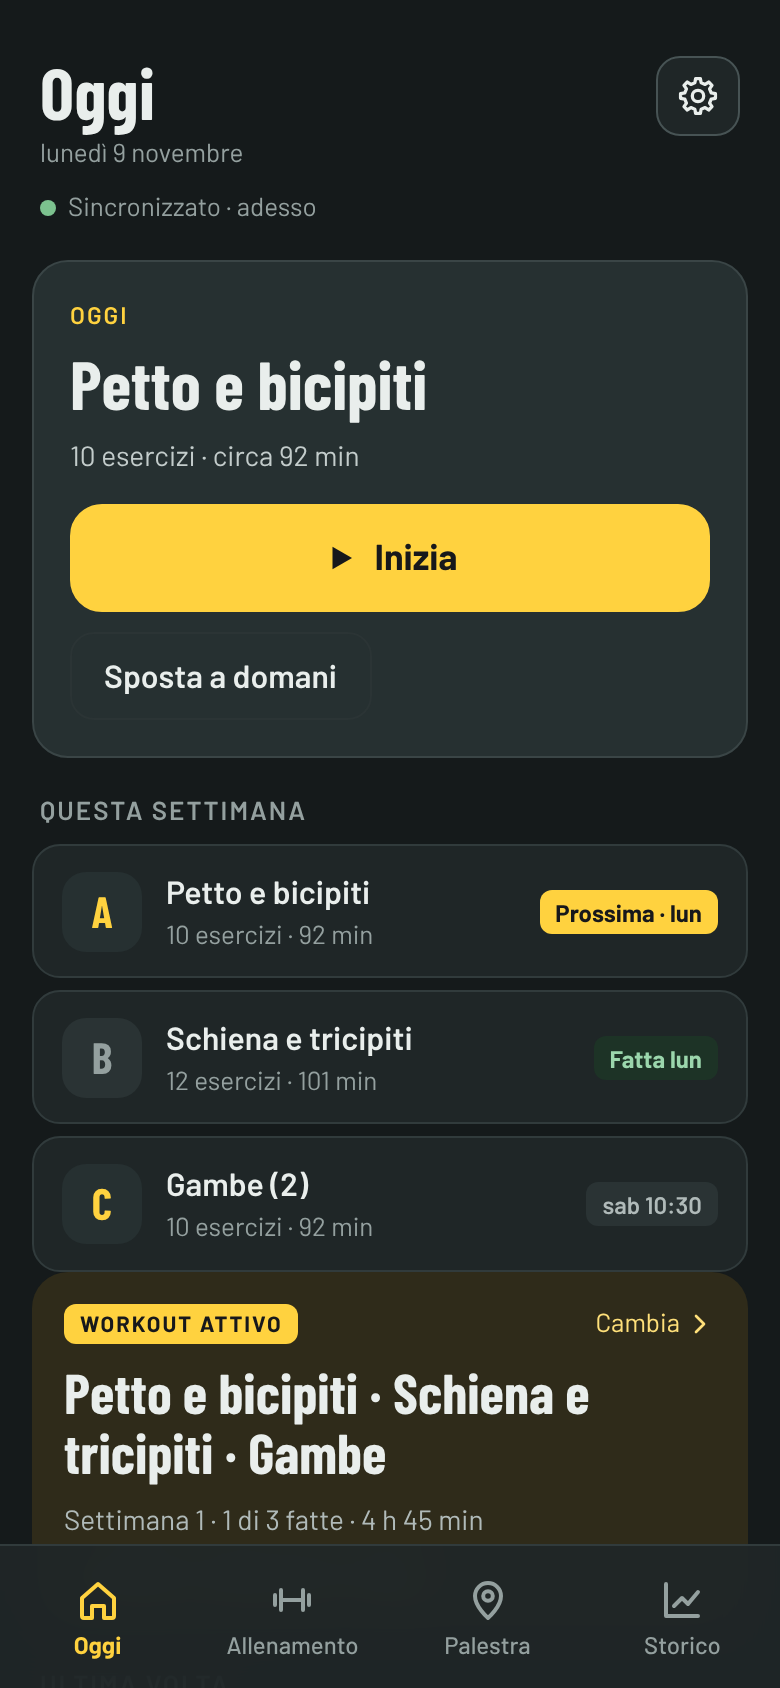 Oggi
lunedì 9 novembre
Sincronizzato · adesso
OGGI
Petto e bicipiti
10 esercizi · circa 92 min
Inizia
Sposta a domani
QUESTA SETTIMANA
A
Petto e bicipiti
10 esercizi · 92 min
Prossima · lun
B
Schiena e tricipiti
12 esercizi · 101 min
Fatta lun
C
Gambe (2)
10 esercizi · 92 min
sab 10:30
WORKOUT ATTIVO
Cambia
Petto e bicipiti · Schiena e
tricipiti · Gambe
Settimana 1 · 1 di 3 fatte · 4 h 45 min
Oggi
Allenamento
Palestra
Storico
ULTIMA VOLTA